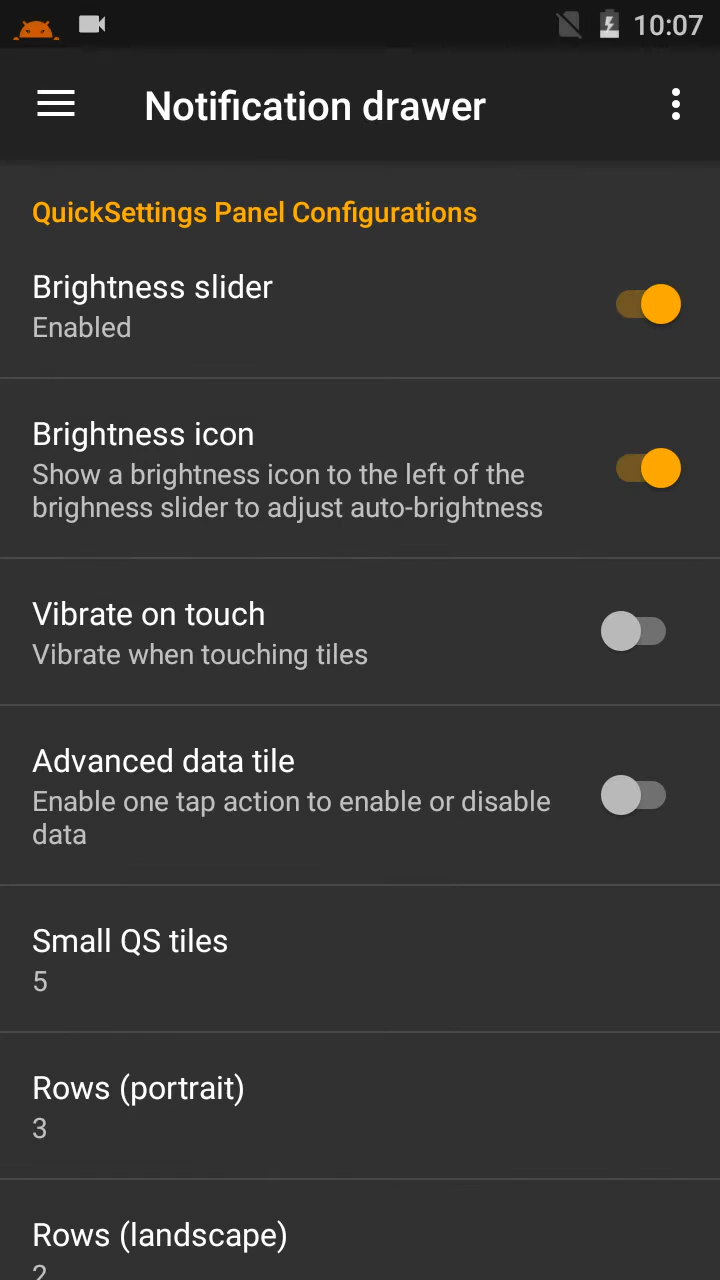 10:07
Notification drawer
QuickSettings Panel Configurations
Brightness slider
Enabled
Brightness icon
Show a brightness icon to the left of the
brighness slider to adjust auto-brightness
Vibrate on touch
Vibrate when touching tiles
Advanced data tile
Enable one tap action to enable or disable
data
Small QS tiles
5
Rows (portrait)
3
Rows (landscape)
2